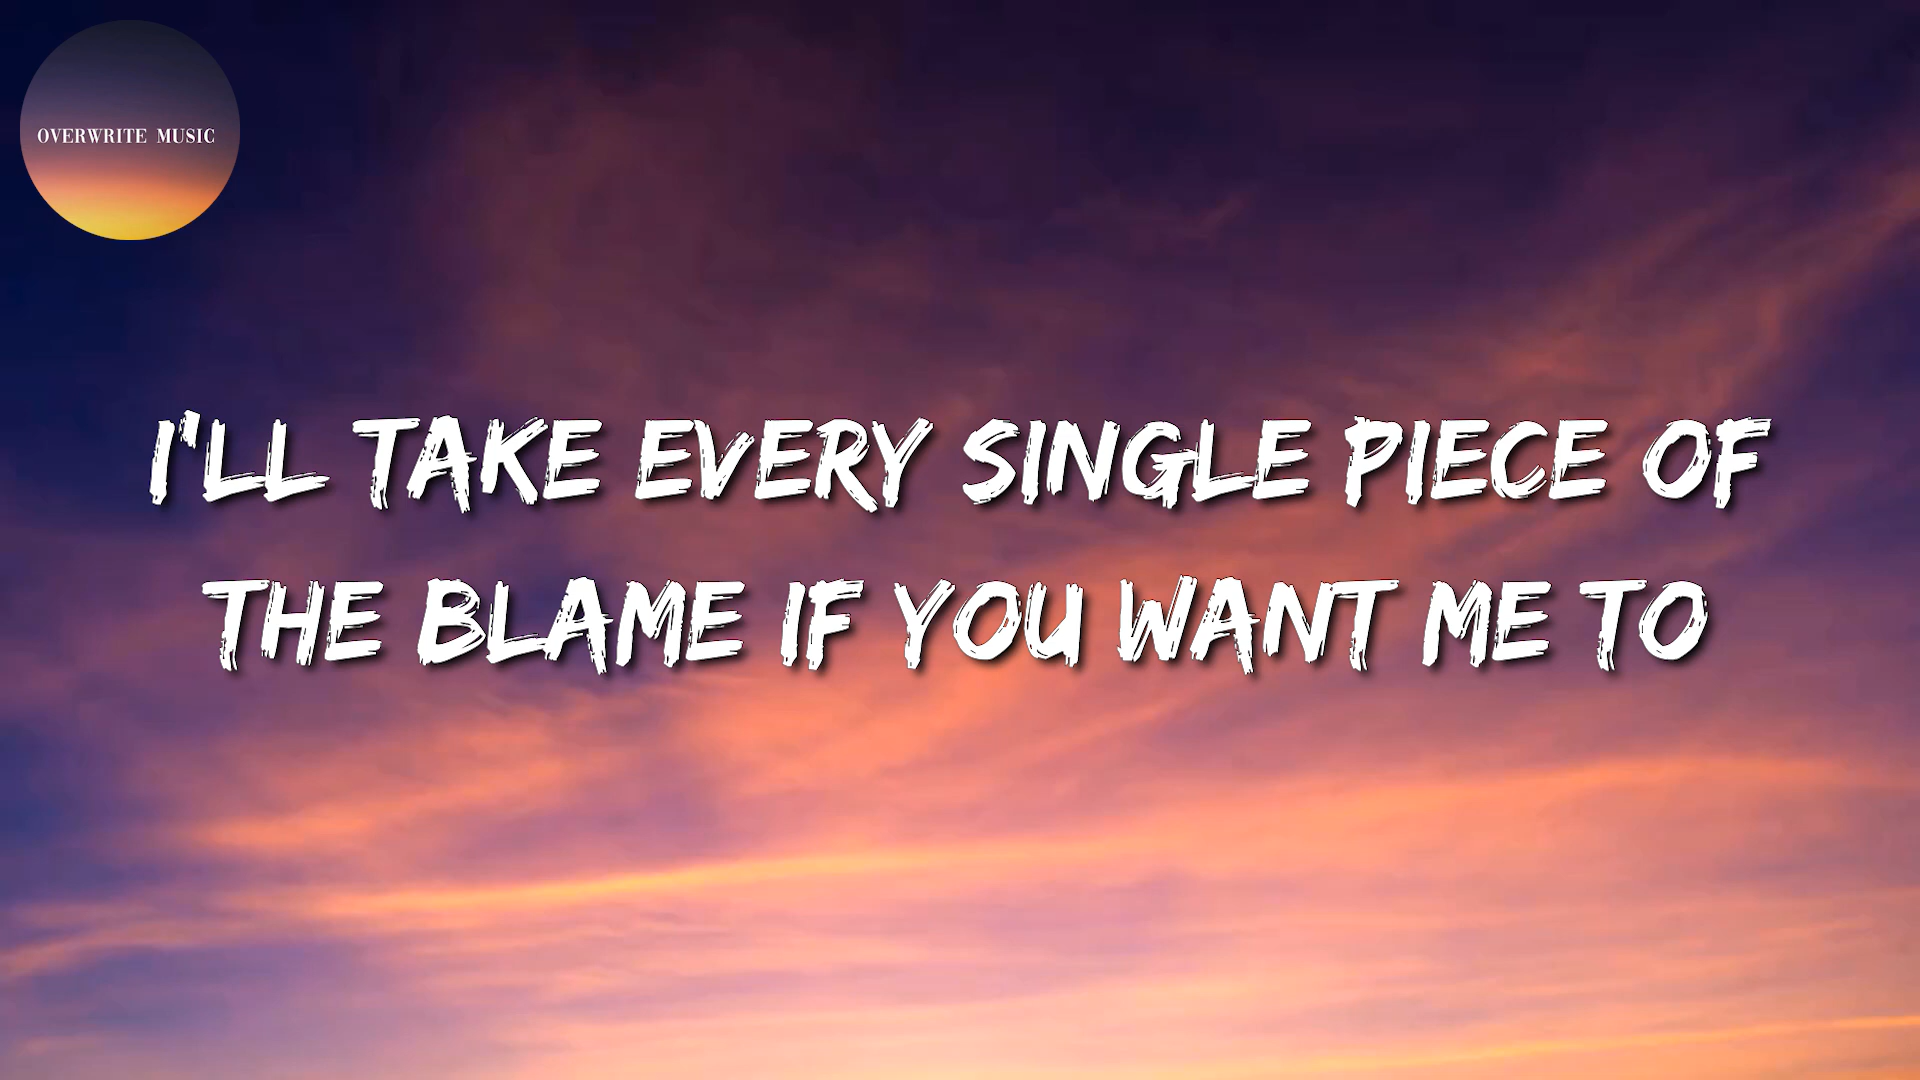 OVERWRITE MUSIC
I'LL TAKE EVERY SINGLE PIECE OF
THE BLAME IF YOU WANT ME TO